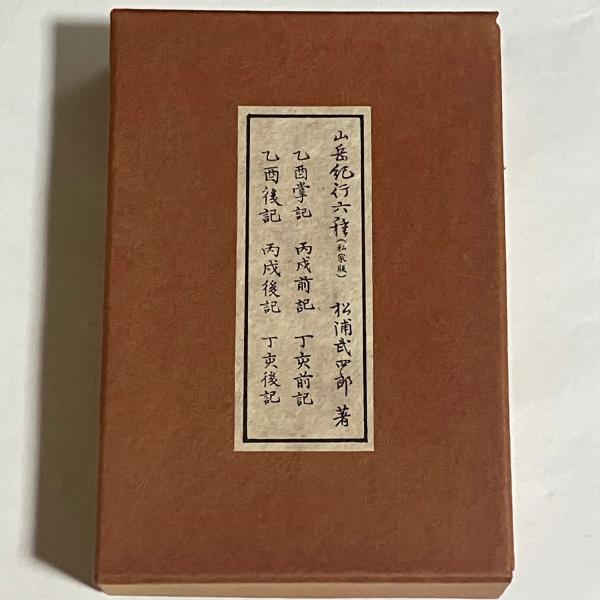 山岳紀行六種(私家版) 松浦武四郎 著
乙酉掌記 丙戌前記 丁亥前記
乙酉後記 丙戌後記 丁亥後記